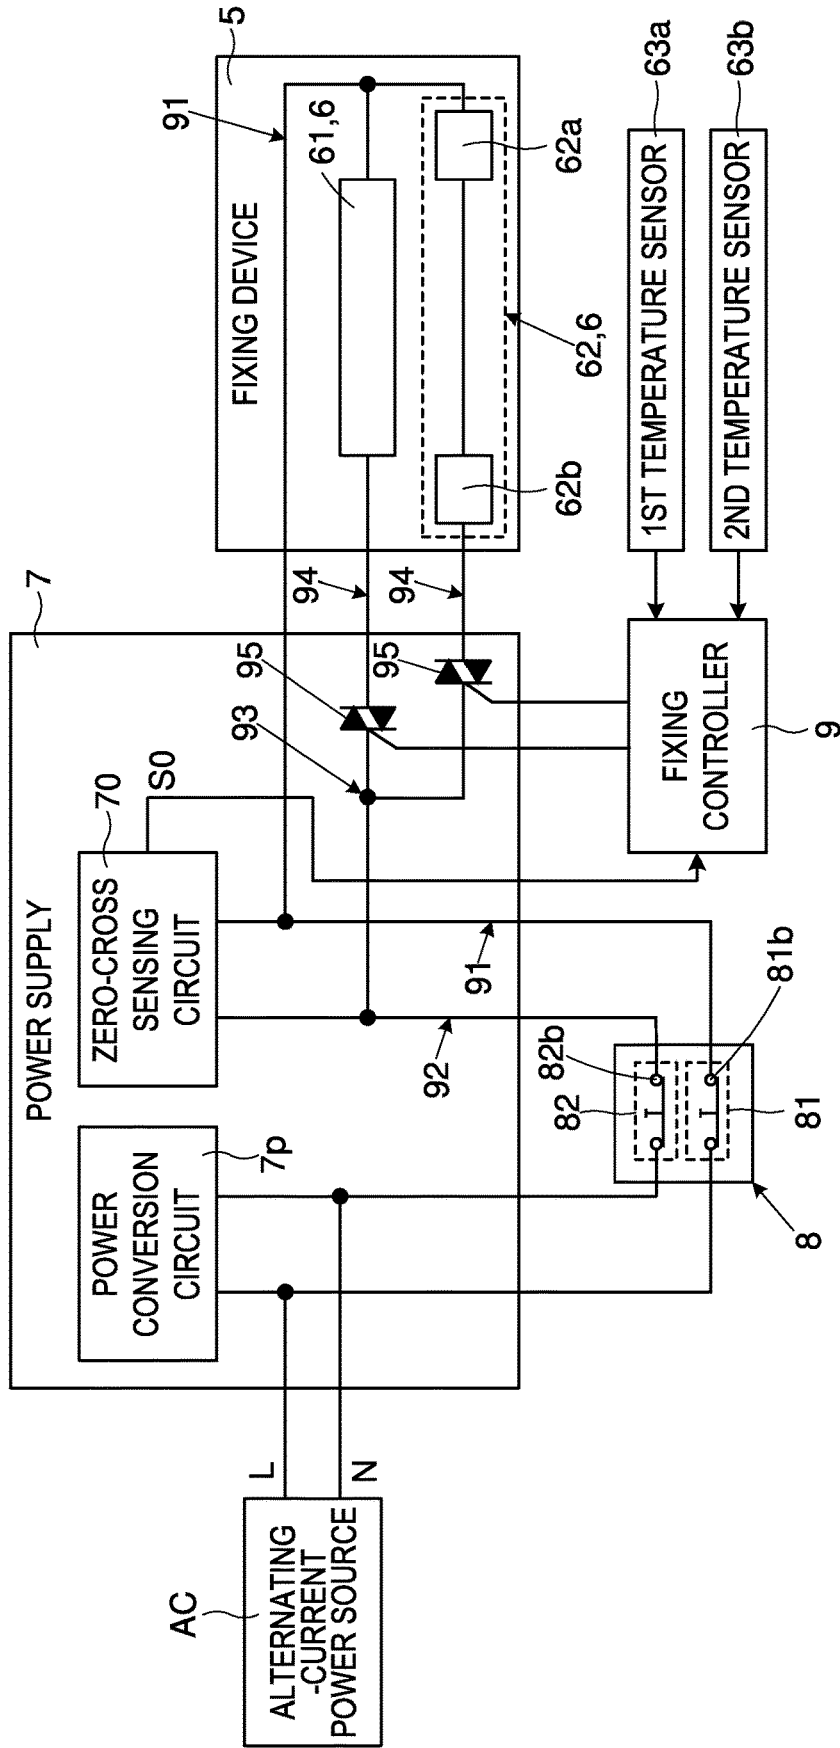 POWER SUPPLY
7
POWER
CONVERSION
CIRCUIT
7p
ZERO-CROSS
SENSING
CIRCUIT
70
S0
93
95
95
94
94
FIXING DEVICE
5
91
61,6
62a
62b
62,6
AC
ALTERNATING
-CURRENT
POWER SOURCE
L
N
92
91
82b
82
81b
81
8
FIXING
CONTROLLER
9
1ST TEMPERATURE SENSOR
63a
2ND TEMPERATURE SENSOR
63b